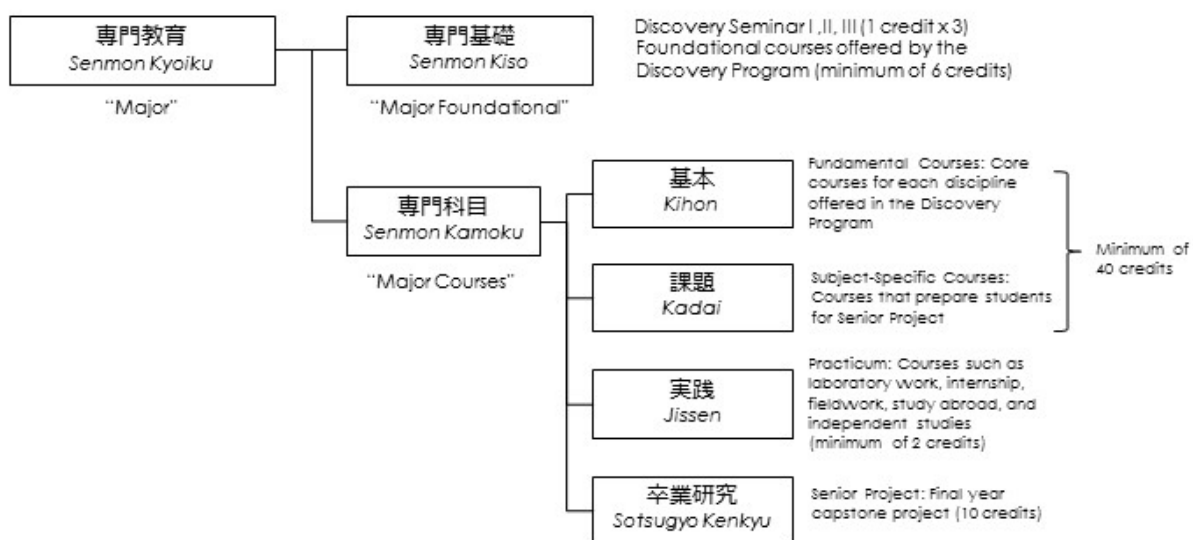 専門教育
Senmon Kyoiku
"Major"
専門基礎
Senmon Kiso
"Major Foundational"
Discovery Seminar I ,II, III (1 credit x 3)
Foundational courses offered by the
Discovery Program (minimum of 6 credits)
専門科目
Senmon Kamoku
"Major Courses"
基本
Kihon
Fundamental Courses: Core
courses for each discipline
offered in the Discovery
Program
課題
Kadai
Subject-Specific Courses:
Courses that prepare students
for Senior Project
Minimum of
40 credits
実践
Jissen
Practicum: Courses such as
laboratory work, internship,
fieldwork, study abroad, and
independent studies
(minimum of 2 credits)
卒業研究
Sotsugyo Kenkyu
Senior Project: Final year
capstone project (10 credits)